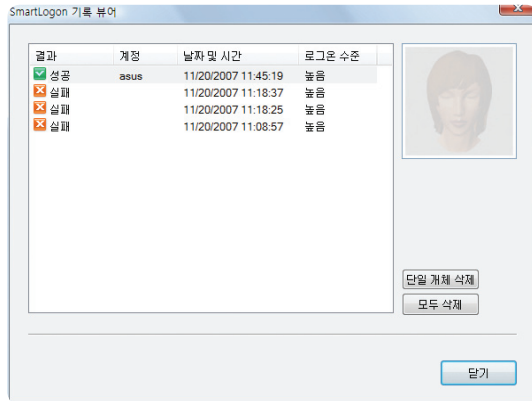 SmartLogon 기록 뷰어
결과 계정 날짜 및 시간 로그온 수준
성공 asus 11/20/2007 11:45:19 높음
실패 11/20/2007 11:18:37 높음
실패 11/20/2007 11:18:25 높음
실패 11/20/2007 11:08:57 높음
단일 개체 삭제
모두 삭제
닫기